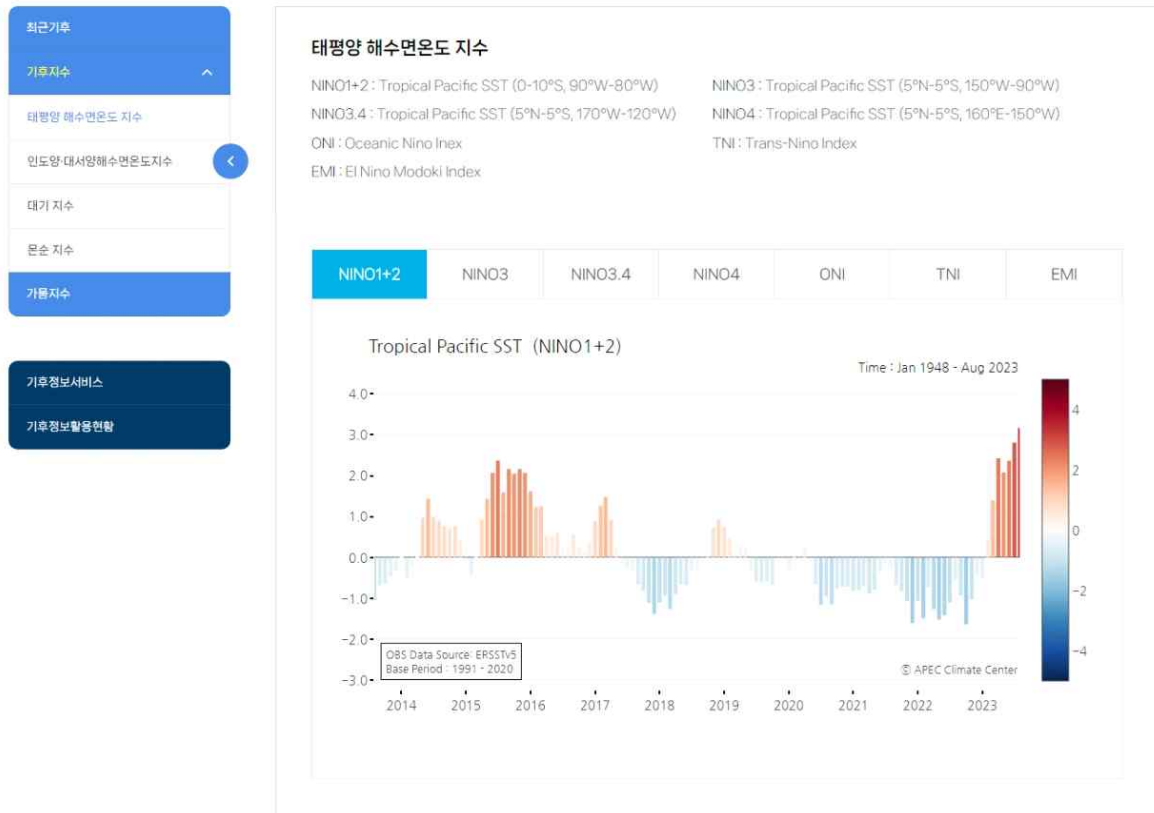 최근기후
기후지수
태평양 해수면온도 지수
인도양·대서양해수면온도지수
대기 지수
몬순 지수
가뭄지수
기후정보서비스
기후정보활용현황
태평양 해수면온도 지수
NINO1+2 : Tropical Pacific SST (0-10°S, 90°W-80°W)
NINO3 : Tropical Pacific SST (5°N-5°S, 150°W-90°W)
NINO3.4 : Tropical Pacific SST (5°N-5°S, 170°W-120°W)
NINO4 : Tropical Pacific SST (5°N-5°S, 160°E-150°W)
ONI : Oceanic Nino Inex
TNI : Trans-Nino Index
EMI : El Nino Modoki Index
NINO1+2 NINO3 NINO3.4 NINO4 ONI TNI EMI
Tropical Pacific SST (NINO1+2)
Time : Jan 1948 - Aug 2023
4.0
3.0
2.0
1.0
0.0
−1.0
−2.0
−3.0
OBS Data Source: ERSSTv5
Base Period : 1991 - 2020
© APEC Climate Center
2014 2015 2016 2017 2018 2019 2020 2021 2022 2023
4
2
0
−2
−4